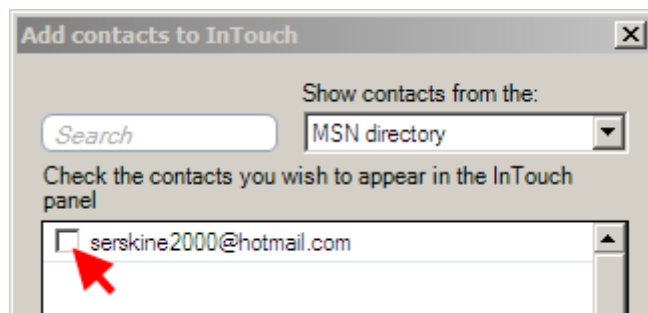 Add contacts to InTouch
Show contacts from the:
Search
MSN directory
Check the contacts you wish to appear in the InTouch
panel
serskine2000@hotmail.com